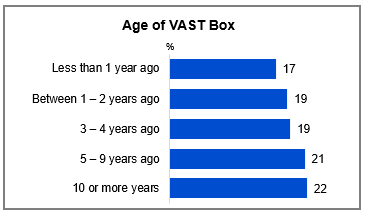 Age of VAST Box
%
Less than 1 year ago 17
Between 1 – 2 years ago 19
3 – 4 years ago 19
5 – 9 years ago 21
10 or more years 22